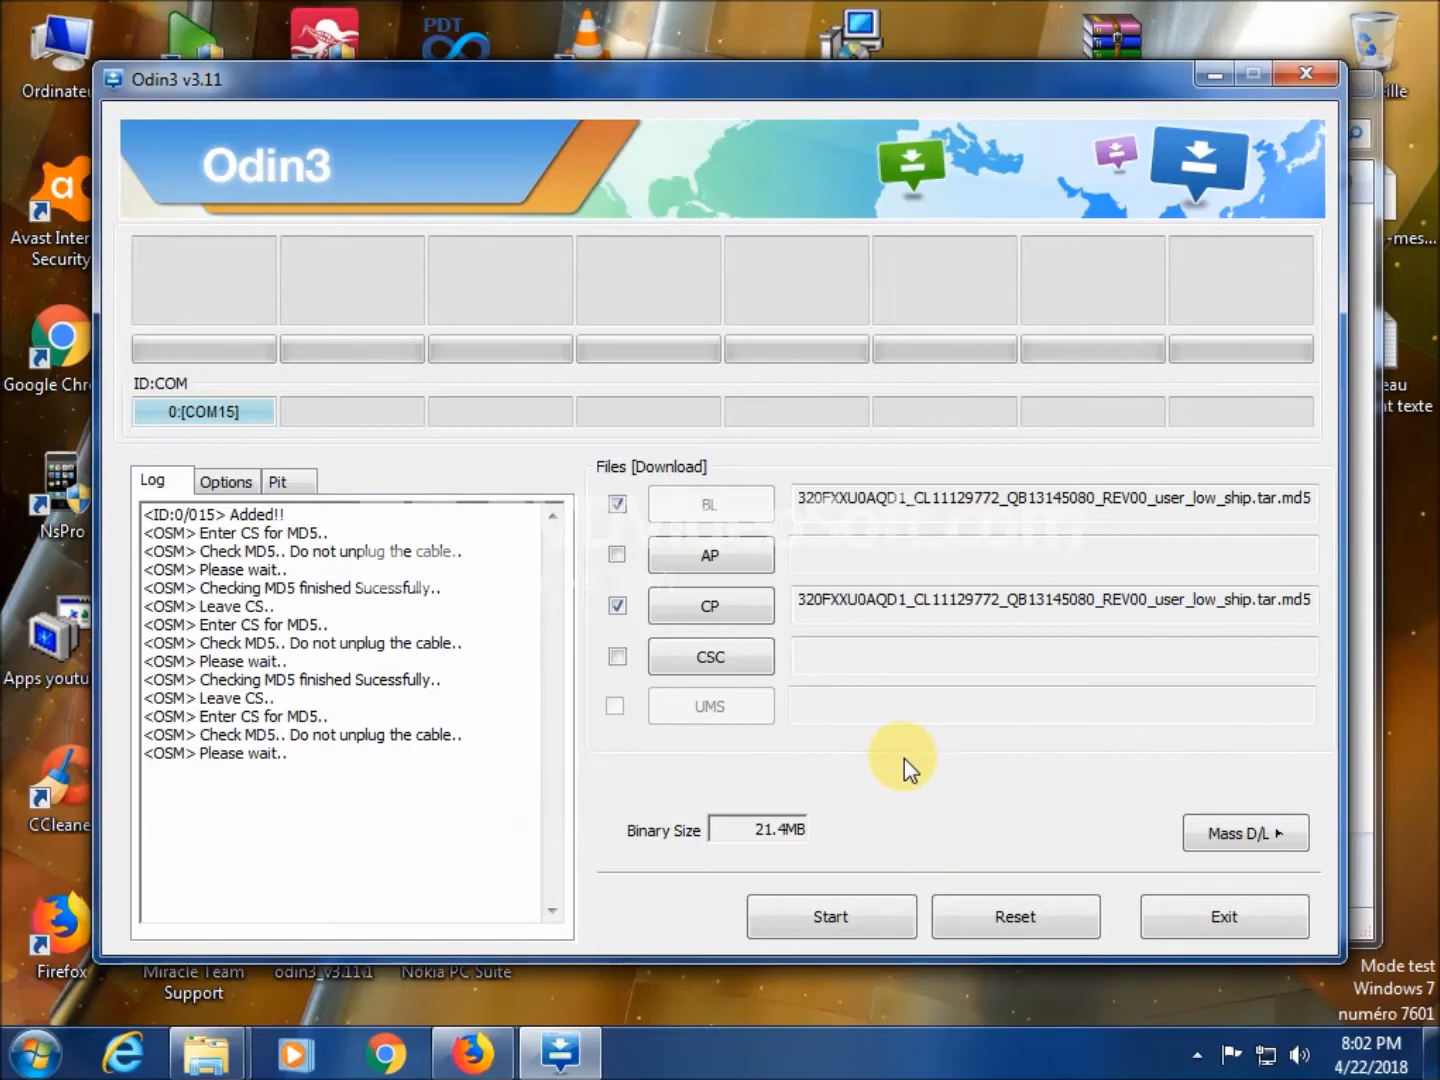 PDT
Ordinate
ille
Odin3 v3.11
Odin3
Avast Inter
Security
-mes...
ID:COM
0:[COM15]
Google Chr
eau
t texte
Log
Options
Pit
Files [Download]
<ID:0/015> Added!!
<OSM> Enter CS for MD5..
<OSM> Check MD5.. Do not unplug the cable..
<OSM> Please wait..
<OSM> Checking MD5 finished Sucessfully..
<OSM> Leave CS..
<OSM> Enter CS for MD5..
<OSM> Check MD5.. Do not unplug the cable..
<OSM> Please wait..
<OSM> Checking MD5 finished Sucessfully..
<OSM> Leave CS..
<OSM> Enter CS for MD5..
<OSM> Check MD5.. Do not unplug the cable..
<OSM> Please wait..
BL
320FXXU0AQD1_CL11129772_QB13145080_REV00_user_low_ship.tar.md5
AP
CP
320FXXU0AQD1_CL11129772_QB13145080_REV00_user_low_ship.tar.md5
CSC
UMS
NsPro
Apps youtu
CCleane
Binary Size
21.4MB
Mass D/L
Start
Reset
Exit
Firefox
Miracle Team
Support
odin3_v3.11.1
Nokia PC Suite
Mode test
Windows 7
numéro 7601
8:02 PM
4/22/2018